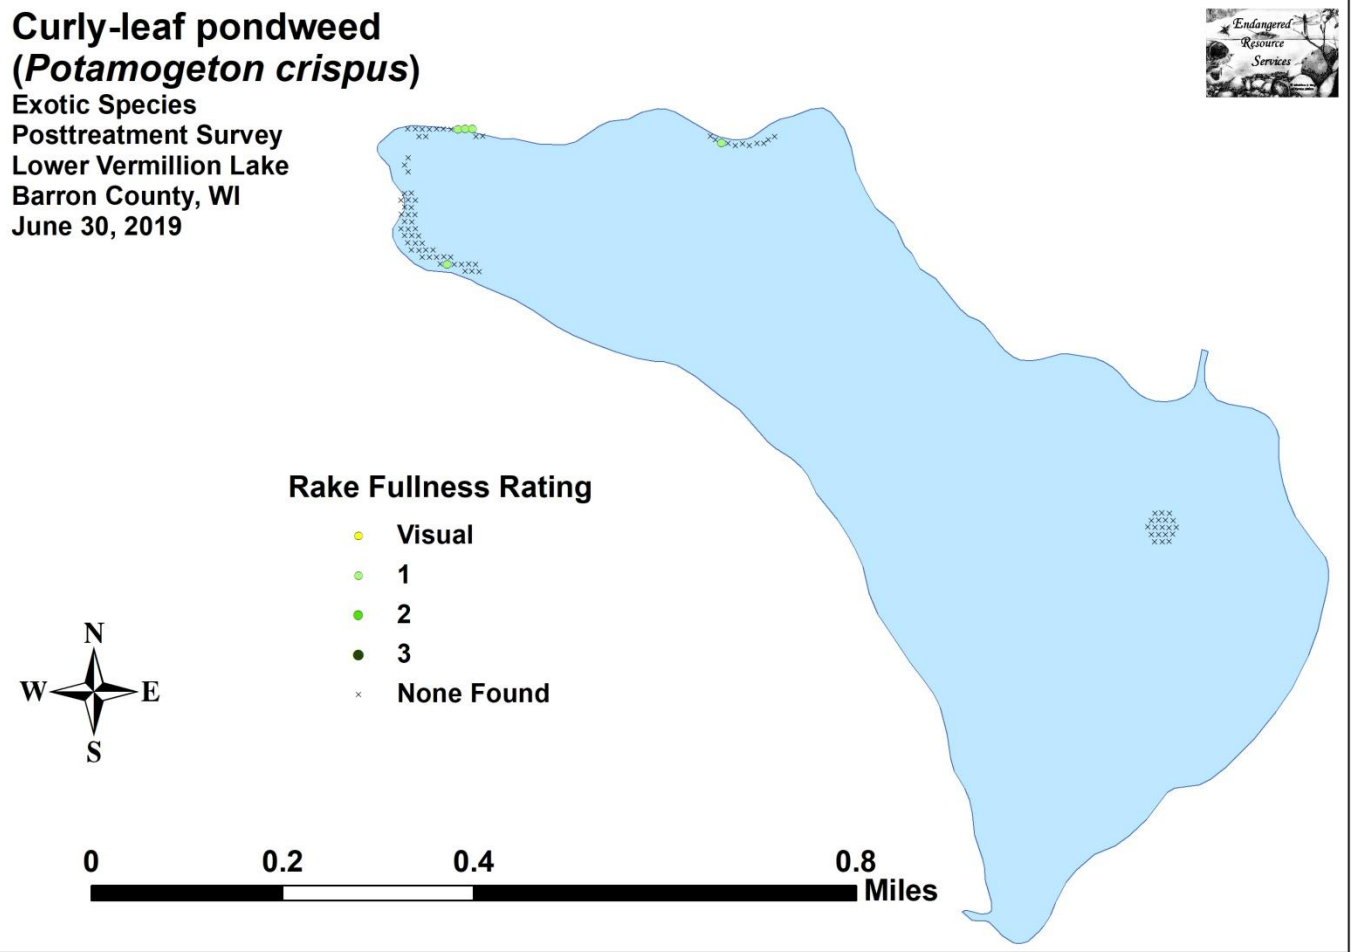 Curly-leaf pondweed
(Potamogeton crispus)
Exotic Species
Posttreatment Survey
Lower Vermillion Lake
Barron County, WI
June 30, 2019
Endangered
Resource
Services
Rake Fullness Rating
Visual
1
2
3
None Found
N
W E
S
0 0.2 0.4 0.8
Miles